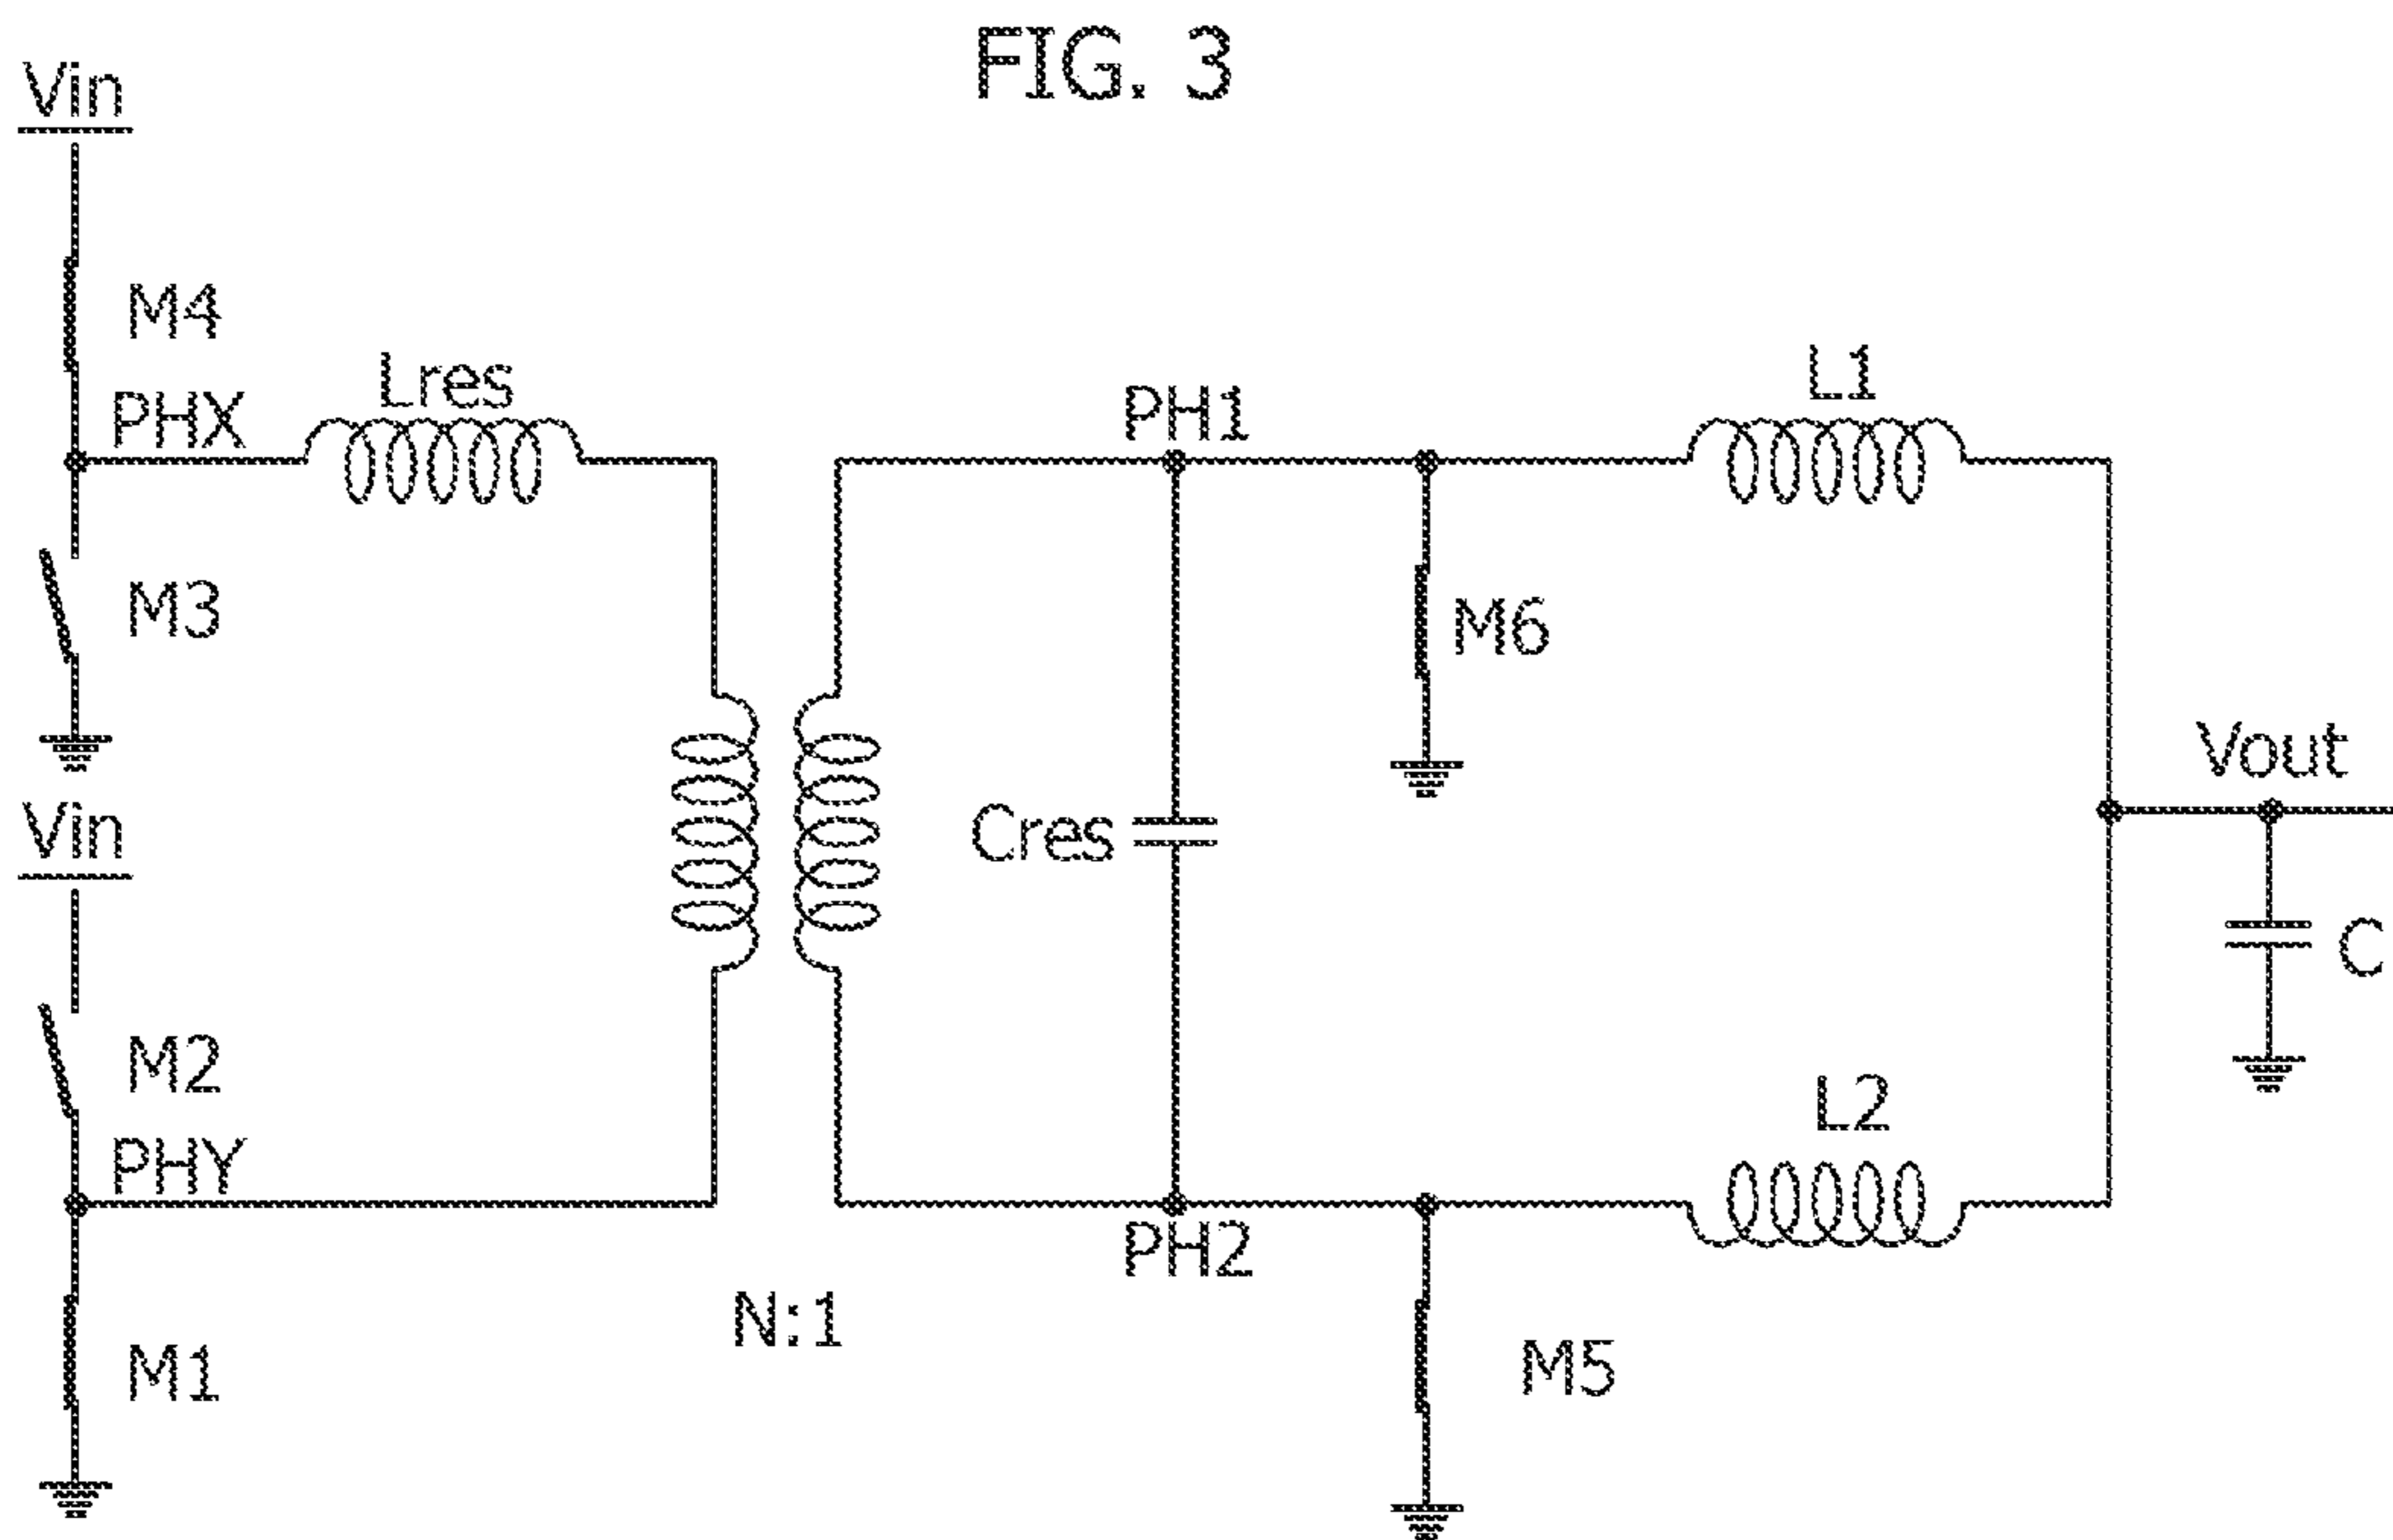 FIG. 3
Vin
M4
Lres
PHX
M3
Vin
M2
PHY
M1
N:1
PH1
Cres
PH2
M6
M5
L1
L2
Vout
C